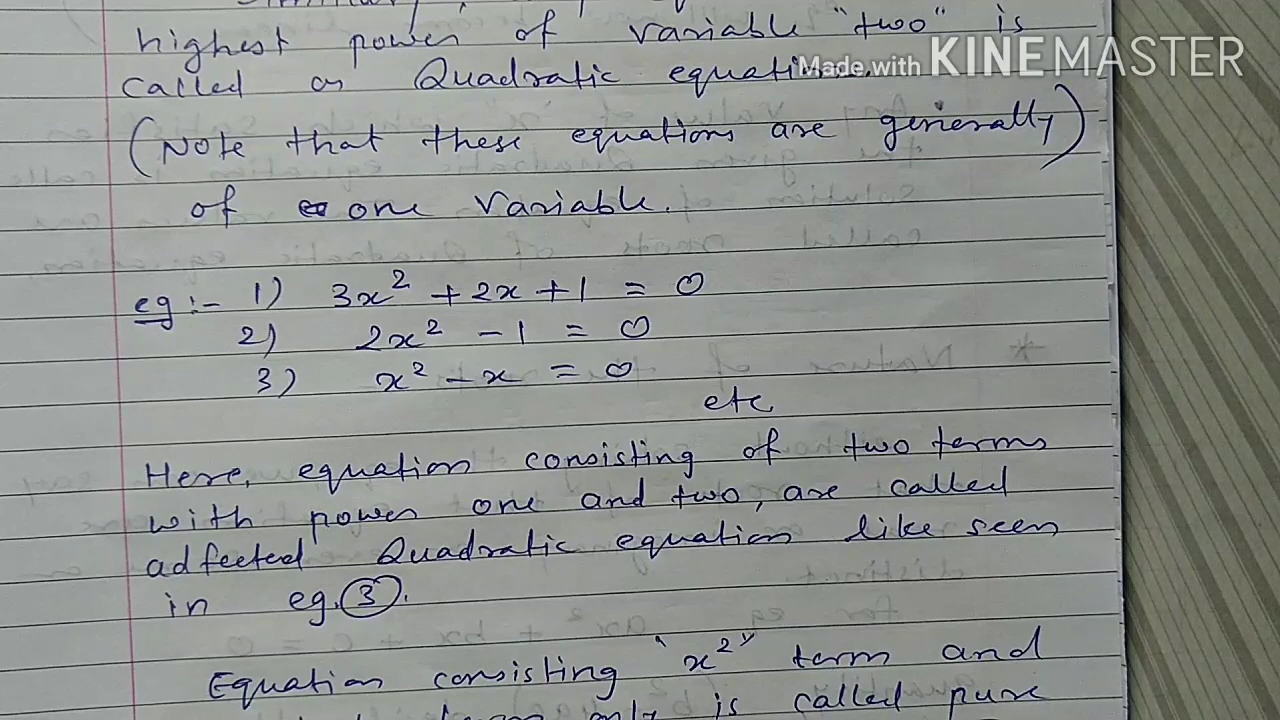 highest power of variable "two" is
called as Quadratic equation
Made with KINEMASTER
(Note that these equations are generally)
of one variable.
eg :- 1) 3x² + 2x + 1 = 0
2) 2x² - 1 = 0
3) x² - x = 0
etc
Here, equation consisting of two terms
with power one and two, are called
adfected Quadratic equation like seen
in eg. 3.
Equation consisting "x²" term and
only is called pure